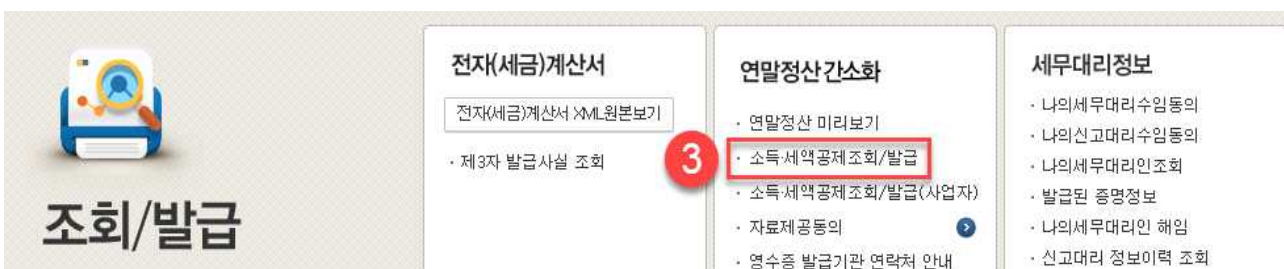 조회/발급
전자(세금)계산서
전자(세금)계산서 XML원본보기
· 제3자 발급사실 조회
연말정산 간소화
· 연말정산 미리보기
3
· 소득·세액공제조회/발급
· 소득·세액공제조회/발급(사업자)
· 자료제공동의
· 영수증 발급기관 연락처 안내
세무대리정보
· 나의세무대리수임동의
· 나의신고대리수임동의
· 나의세무대리인조회
· 발급된 증명정보
· 나의세무대리인 해임
· 신고대리 정보이력 조회